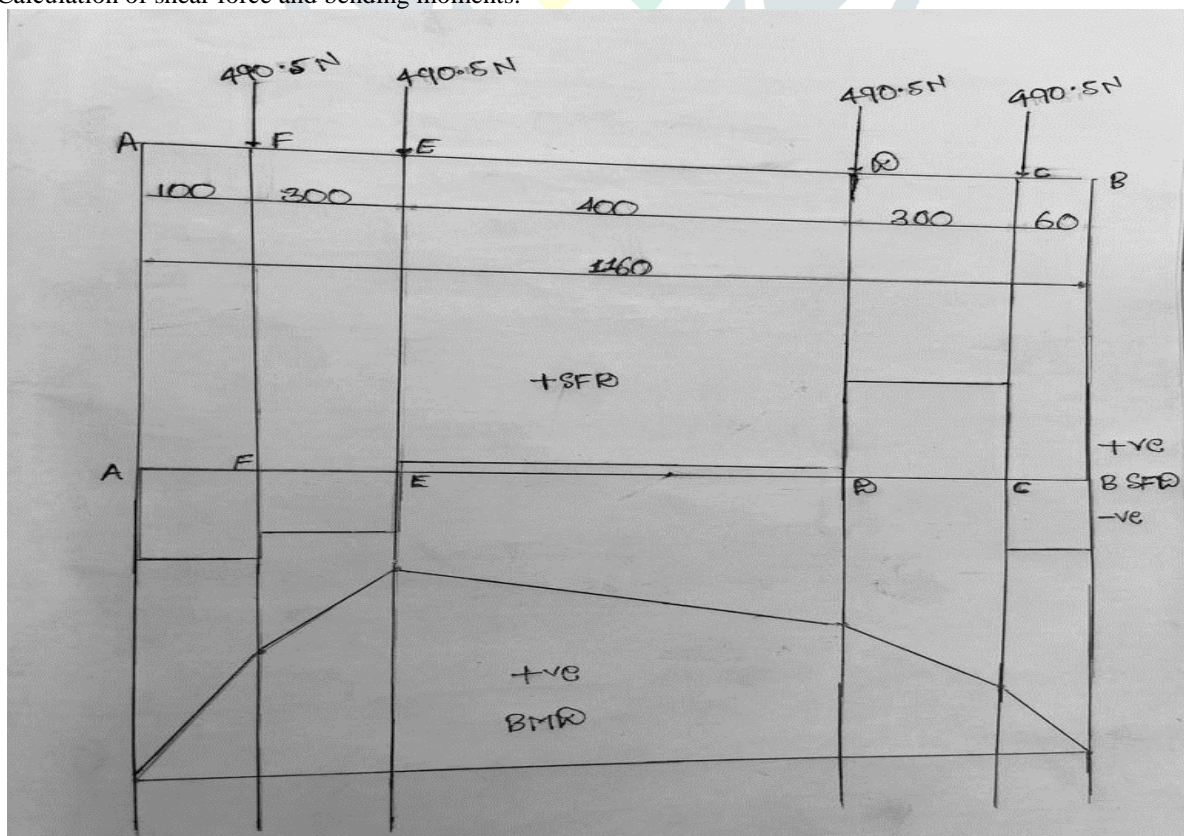 Calculation of shear force and bending moments:
490.5N 490.5N 490.5N 490.5N
A F E D C B
100 300 400 300 60
1160
+SFD
A F E D C B SFD
+ve
-ve
+ve
BMD